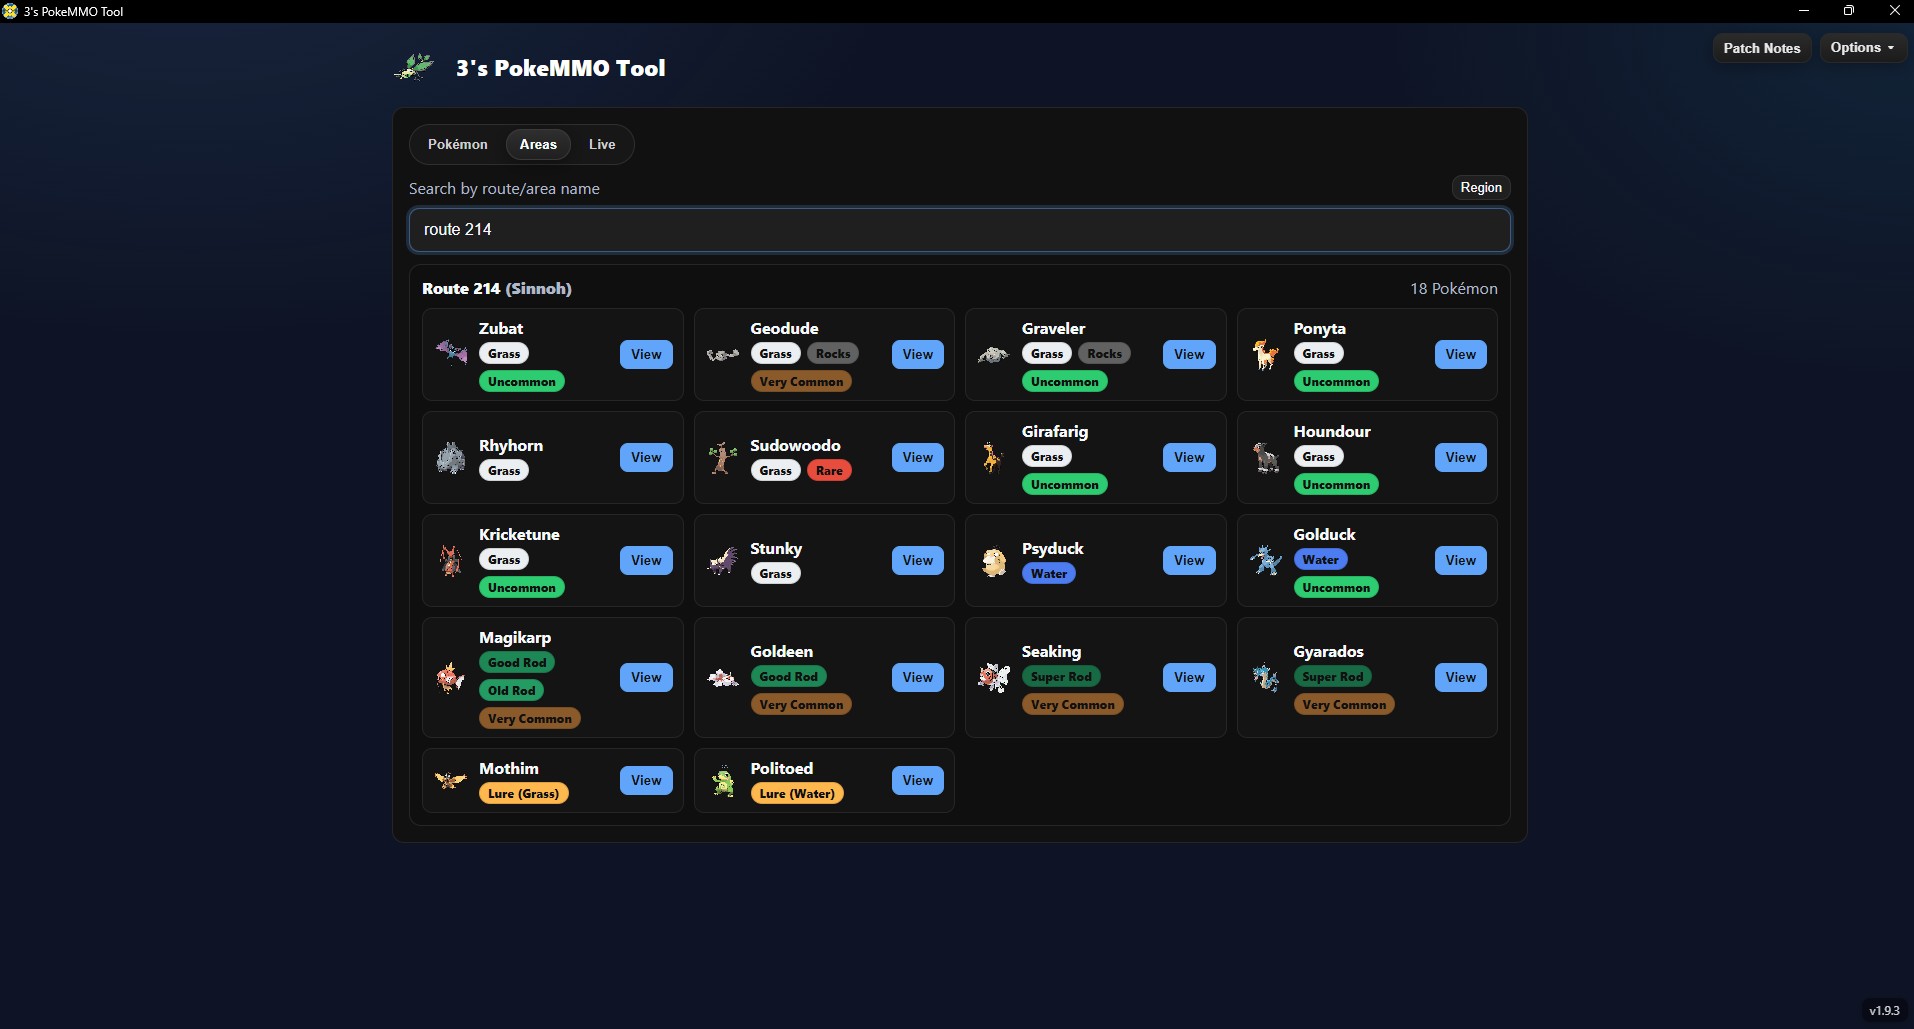 3's PokeMMO Tool
Patch Notes
Options
3's PokeMMO Tool
Pokémon Areas Live
Search by route/area name
Region
route 214
Route 214 (Sinnoh)
18 Pokémon
Zubat
Grass
Uncommon
View
Geodude
Grass Rocks
Very Common
View
Graveler
Grass Rocks
Uncommon
View
Ponyta
Grass
Uncommon
View
Rhyhorn
Grass
View
Sudowoodo
Grass Rare
View
Girafarig
Grass
Uncommon
View
Houndour
Grass
Uncommon
View
Kricketune
Grass
Uncommon
View
Stunky
Grass
View
Psyduck
Water
View
Golduck
Water
Uncommon
View
Magikarp
Good Rod
Old Rod
Very Common
View
Goldeen
Good Rod
Very Common
View
Seaking
Super Rod
Very Common
View
Gyarados
Super Rod
Very Common
View
Mothim
Lure (Grass)
View
Politoed
Lure (Water)
View
v1.9.3